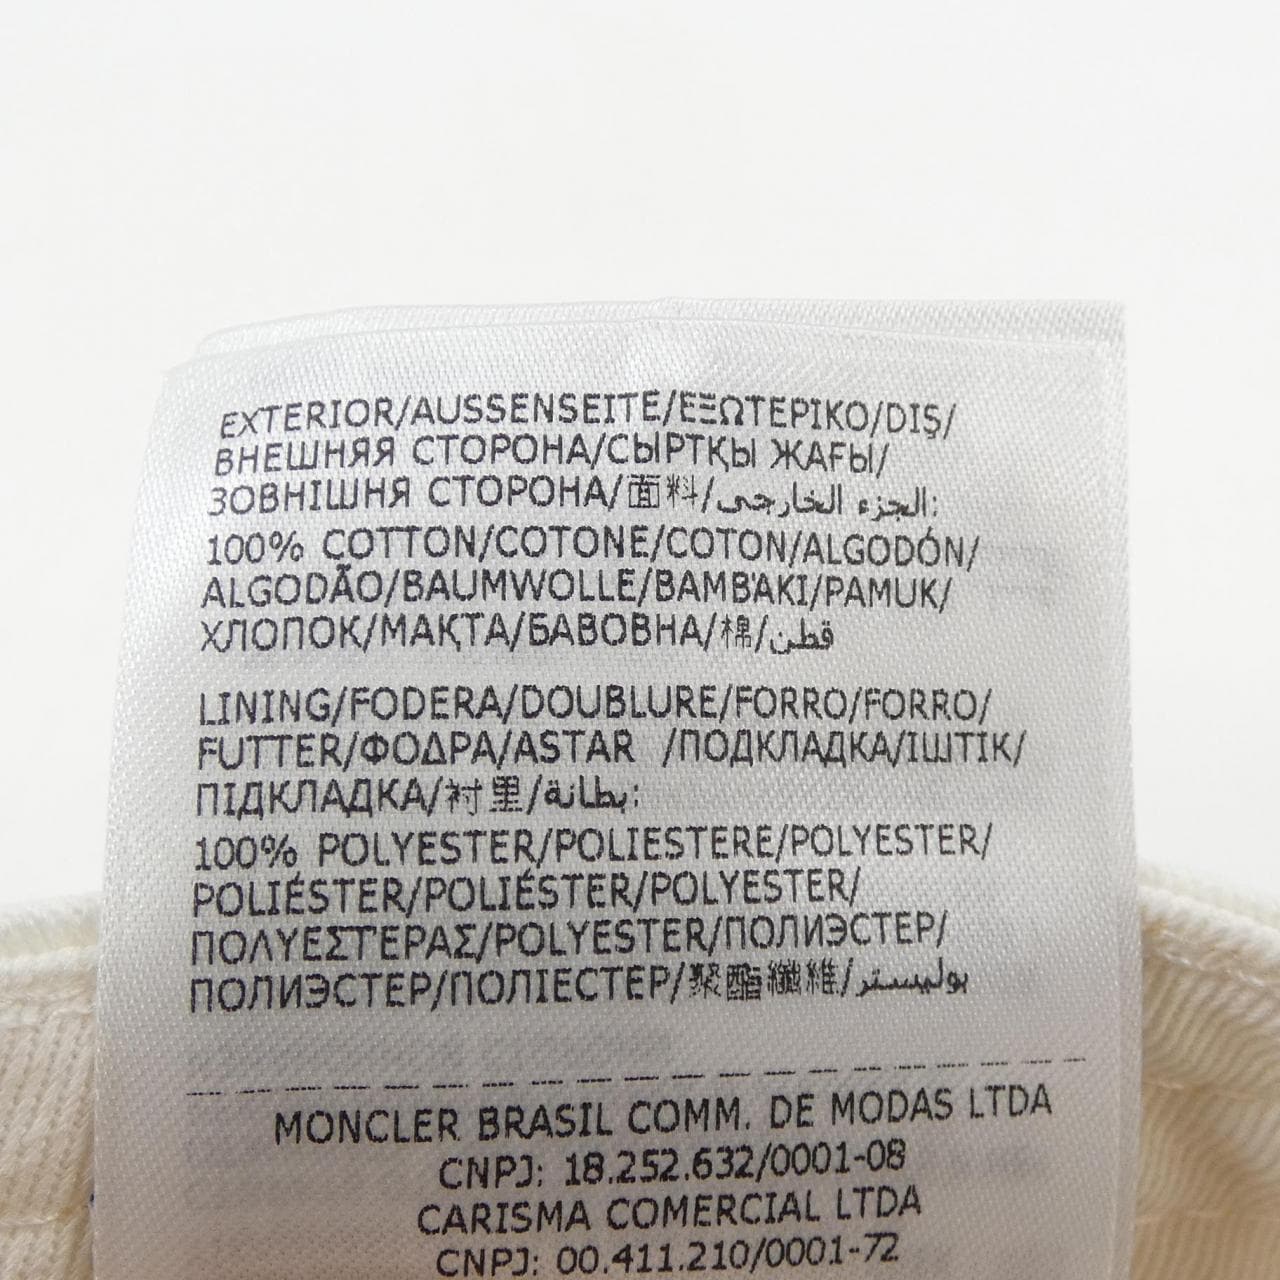 EXTERIOR/AUSSENSEITE/ΕΞΩΤΕΡΙΚΟ/DIŞ/
ВНЕШНЯЯ СТОРОНА/СЫРТҚЫ ЖАҒЫ/
ЗОВНІШНЯ СТОРОНА/面料/الجزء الخارجي:
100% COTTON/COTONE/COTON/ALGODÓN/
ALGODÃO/BAUMWOLLE/ΒΑΜΒ'ΑΚΙ/PAMUK/
ХЛОПОК/МАҚТА/БАВОВНА/棉/قطن
LINING/FODERA/DOUBLURE/FORRO/FORRO/
FUTTER/ΦΟΔΡΑ/ASTAR /ПОДКЛАДКА/ІШТІК/
ПІДКЛАДКА/衬里/بطانة:
100% POLYESTER/POLIESTERE/POLYESTER/
POLIÉSTER/POLIÉSTER/POLYESTER/
ΠΟΛΥΕΣΤΕΡΑΣ/POLYESTER/ПОЛИЭСТЕР/
ПОЛИЭСТЕР/ПОЛІЕСТЕР/聚酯纖維/بوليستر
MONCLER BRASIL COMM. DE MODAS LTDA
CNPJ: 18.252.632/0001-08
CARISMA COMERCIAL LTDA
CNPJ: 00.411.210/0001-72